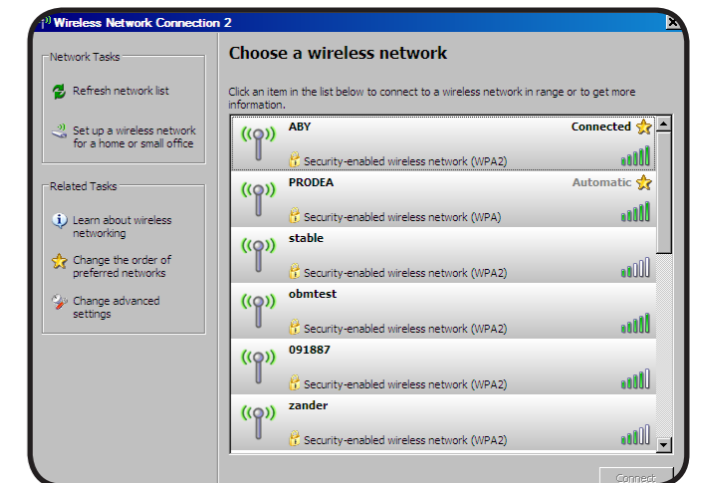 Wireless Network Connection 2
Network Tasks
Refresh network list
Set up a wireless network
for a home or small office
Related Tasks
Learn about wireless
networking
Change the order of
preferred networks
Change advanced
settings
Choose a wireless network
Click an item in the list below to connect to a wireless network in range or to get more
information.
ABY Connected
Security-enabled wireless network (WPA2)
PRODEA Automatic
Security-enabled wireless network (WPA)
stable
Security-enabled wireless network (WPA2)
obmtest
Security-enabled wireless network (WPA2)
091887
Security-enabled wireless network (WPA2)
zander
Security-enabled wireless network (WPA2)
Connect